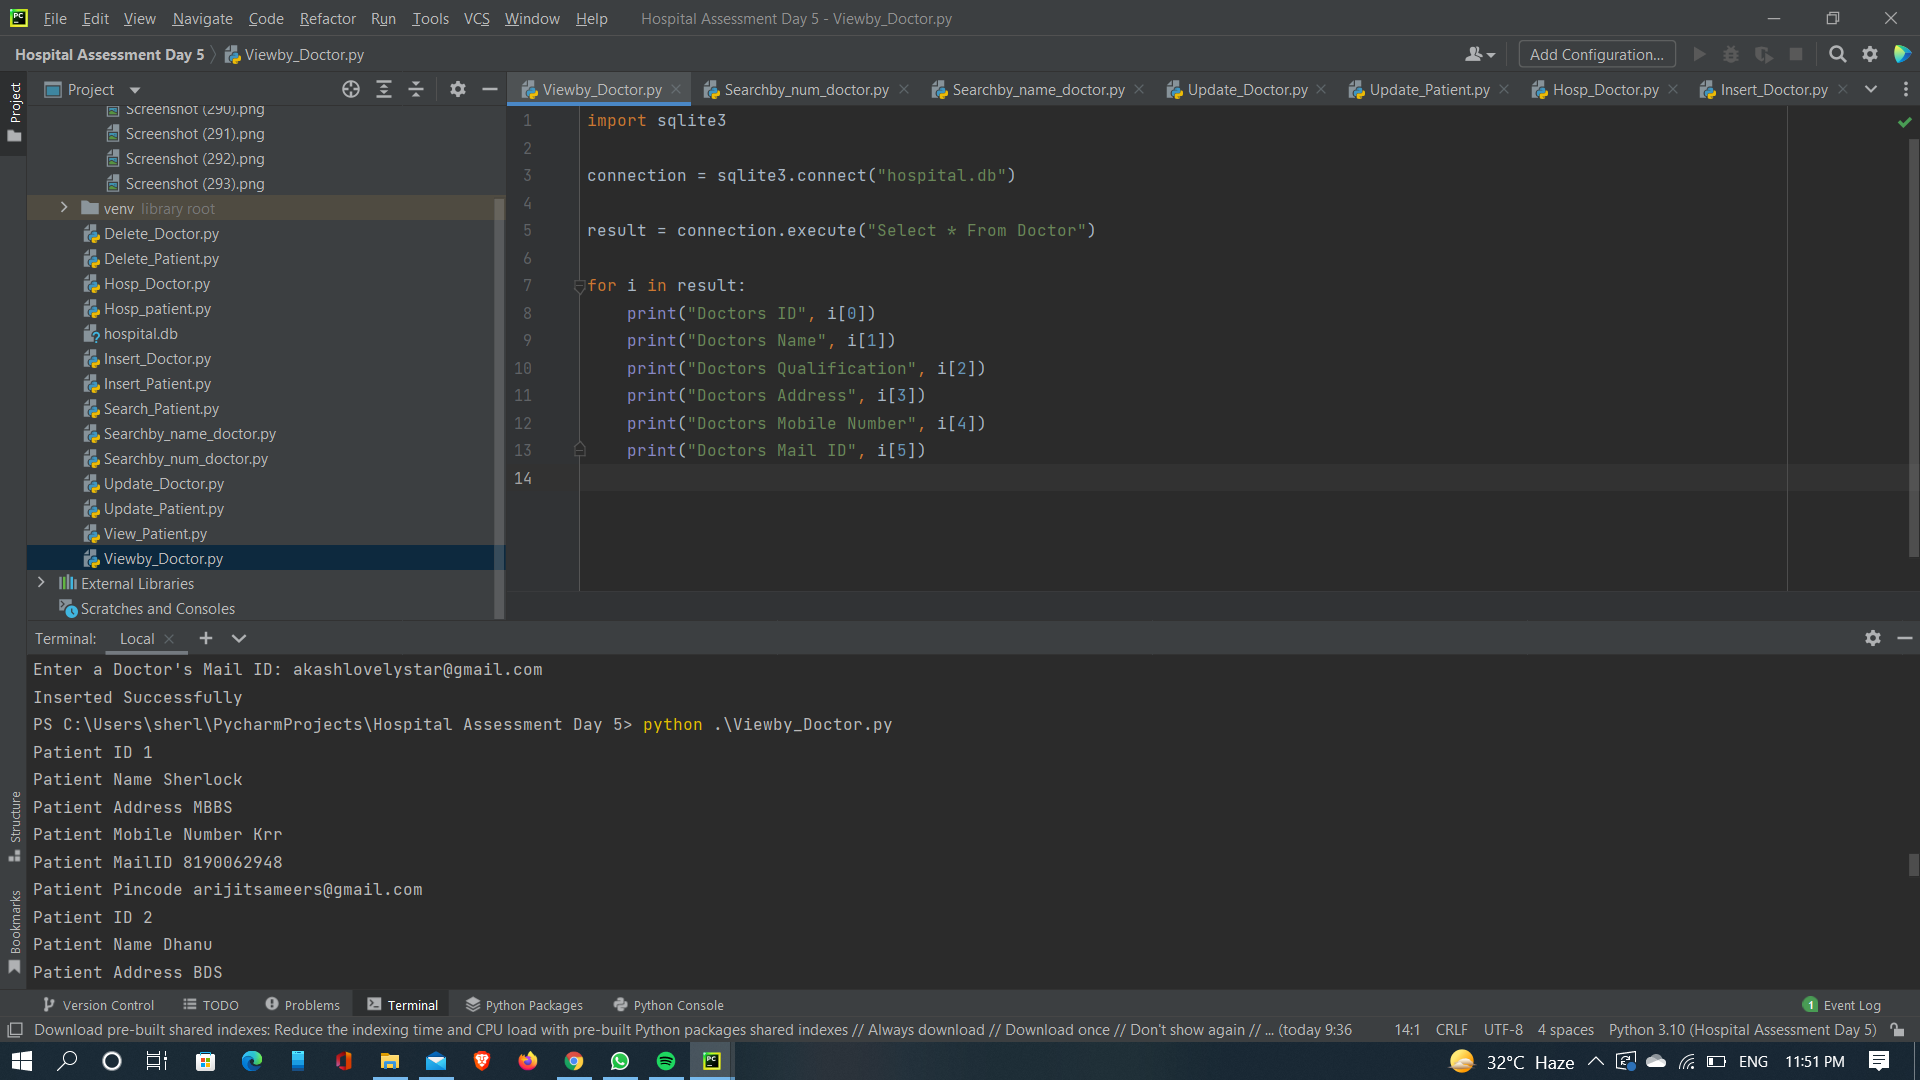 File Edit View Navigate Code Refactor Run Tools VCS Window Help Hospital Assessment Day 5 - Viewby_Doctor.py
Hospital Assessment Day 5 Viewby_Doctor.py Add Configuration...
Project
Project
Viewby_Doctor.py Searchby_num_doctor.py Searchby_name_doctor.py Update_Doctor.py Update_Patient.py Hosp_Doctor.py Insert_Doctor.py
Screenshot (290).png
Screenshot (291).png
Screenshot (292).png
Screenshot (293).png
venv library root
Delete_Doctor.py
Delete_Patient.py
Hosp_Doctor.py
Hosp_patient.py
hospital.db
Insert_Doctor.py
Insert_Patient.py
Search_Patient.py
Searchby_name_doctor.py
Searchby_num_doctor.py
Update_Doctor.py
Update_Patient.py
View_Patient.py
Viewby_Doctor.py
External Libraries
Scratches and Consoles
1 import sqlite3
2
3 connection = sqlite3.connect("hospital.db")
4
5 result = connection.execute("Select * From Doctor")
6
7 for i in result:
8 print("Doctors ID", i[0])
9 print("Doctors Name", i[1])
10 print("Doctors Qualification", i[2])
11 print("Doctors Address", i[3])
12 print("Doctors Mobile Number", i[4])
13 print("Doctors Mail ID", i[5])
14
Terminal: Local
Enter a Doctor's Mail ID: akashlovelystar@gmail.com
Inserted Successfully
PS C:\Users\sherl\PycharmProjects\Hospital Assessment Day 5> python .\Viewby_Doctor.py
Patient ID 1
Patient Name Sherlock
Patient Address MBBS
Patient Mobile Number Krr
Patient MailID 8190062948
Patient Pincode arijitsameers@gmail.com
Patient ID 2
Patient Name Dhanu
Patient Address BDS
Structure
Bookmarks
Version Control TODO Problems Terminal Python Packages Python Console 1 Event Log
Download pre-built shared indexes: Reduce the indexing time and CPU load with pre-built Python packages shared indexes // Always download // Download once // Don't show again // ... (today 9:36 14:1 CRLF UTF-8 4 spaces Python 3.10 (Hospital Assessment Day 5)
32°C Haze ENG 11:51 PM